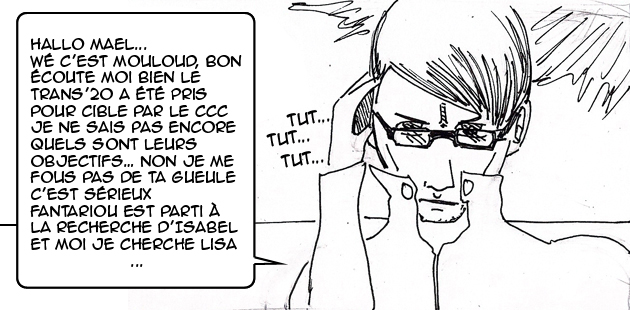 HALLO MAEL...
WÉ C'EST MOULOUD, BON
ÉCOUTE MOI BIEN LE
TRANS'20 A ÉTÉ PRIS
POUR CIBLE PAR LE CCC
JE NE SAIS PAS ENCORE
QUELS SONT LEURS
OBJECTIFS... NON JE ME
FOUS PAS DE TA GUEULE
C'EST SÉRIEUX
FANTARIOU EST PARTI À
LA RECHERCHE D'ISABEL
ET MOI JE CHERCHE LISA
...
TUT...
TUT...
TUT...